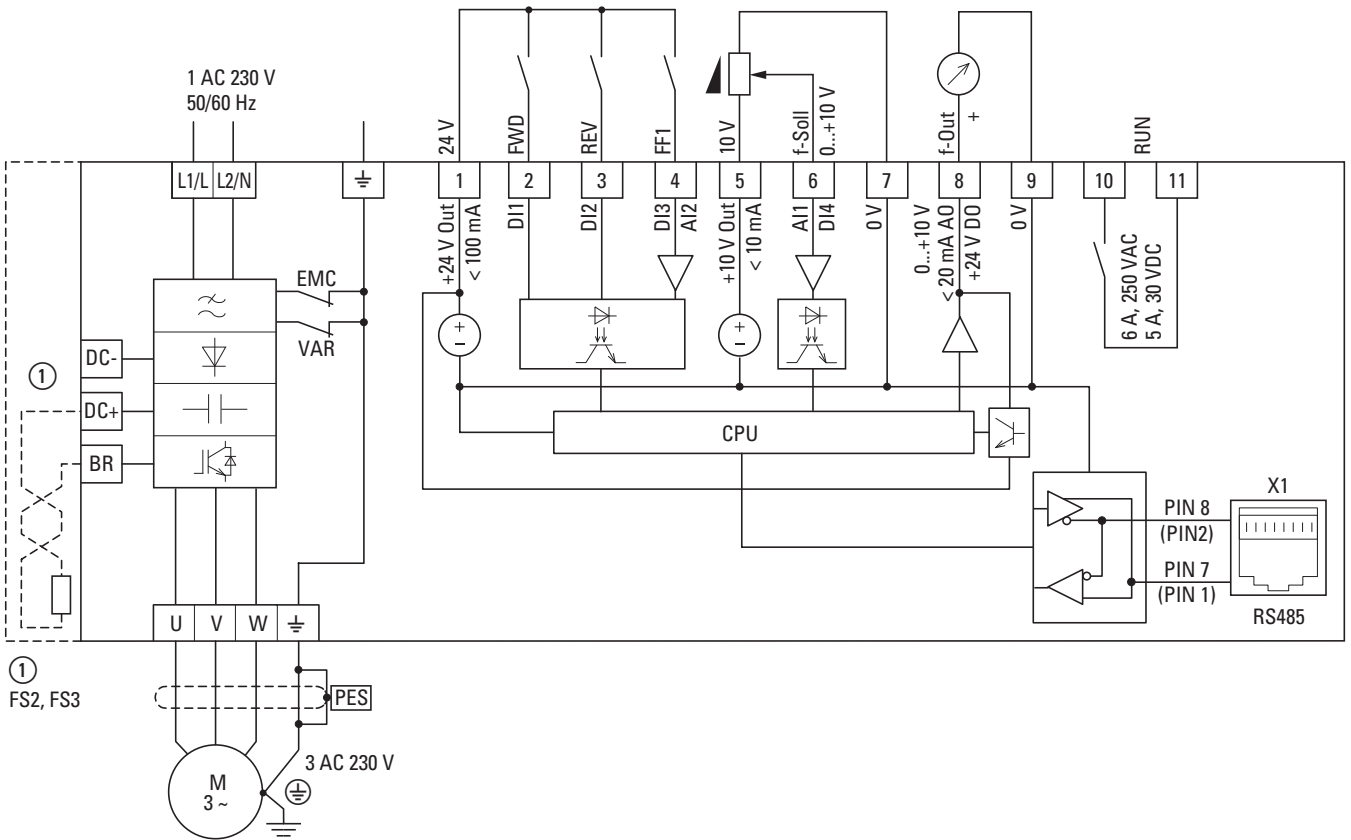 1 AC 230 V
50/60 Hz
24 V
FWD
REV
FF1
10 V
f-Soll
0...+10 V
f-Out
+
RUN
L1/L
L2/N
1
2
3
4
5
6
7
8
9
10
11
+24 V Out
< 100 mA
DI1
DI2
DI3
AI2
+10 V Out
< 10 mA
AI1
DI4
0 V
0...+10 V
< 20 mA AO
+24 V DO
0 V
6 A, 250 VAC
5 A, 30 VDC
EMC
VAR
+
−
+
−
DC-
DC+
BR
1
CPU
X1
PIN 8
(PIN2)
PIN 7
(PIN 1)
RS485
U
V
W
1
FS2, FS3
PES
3 AC 230 V
M
3 ~